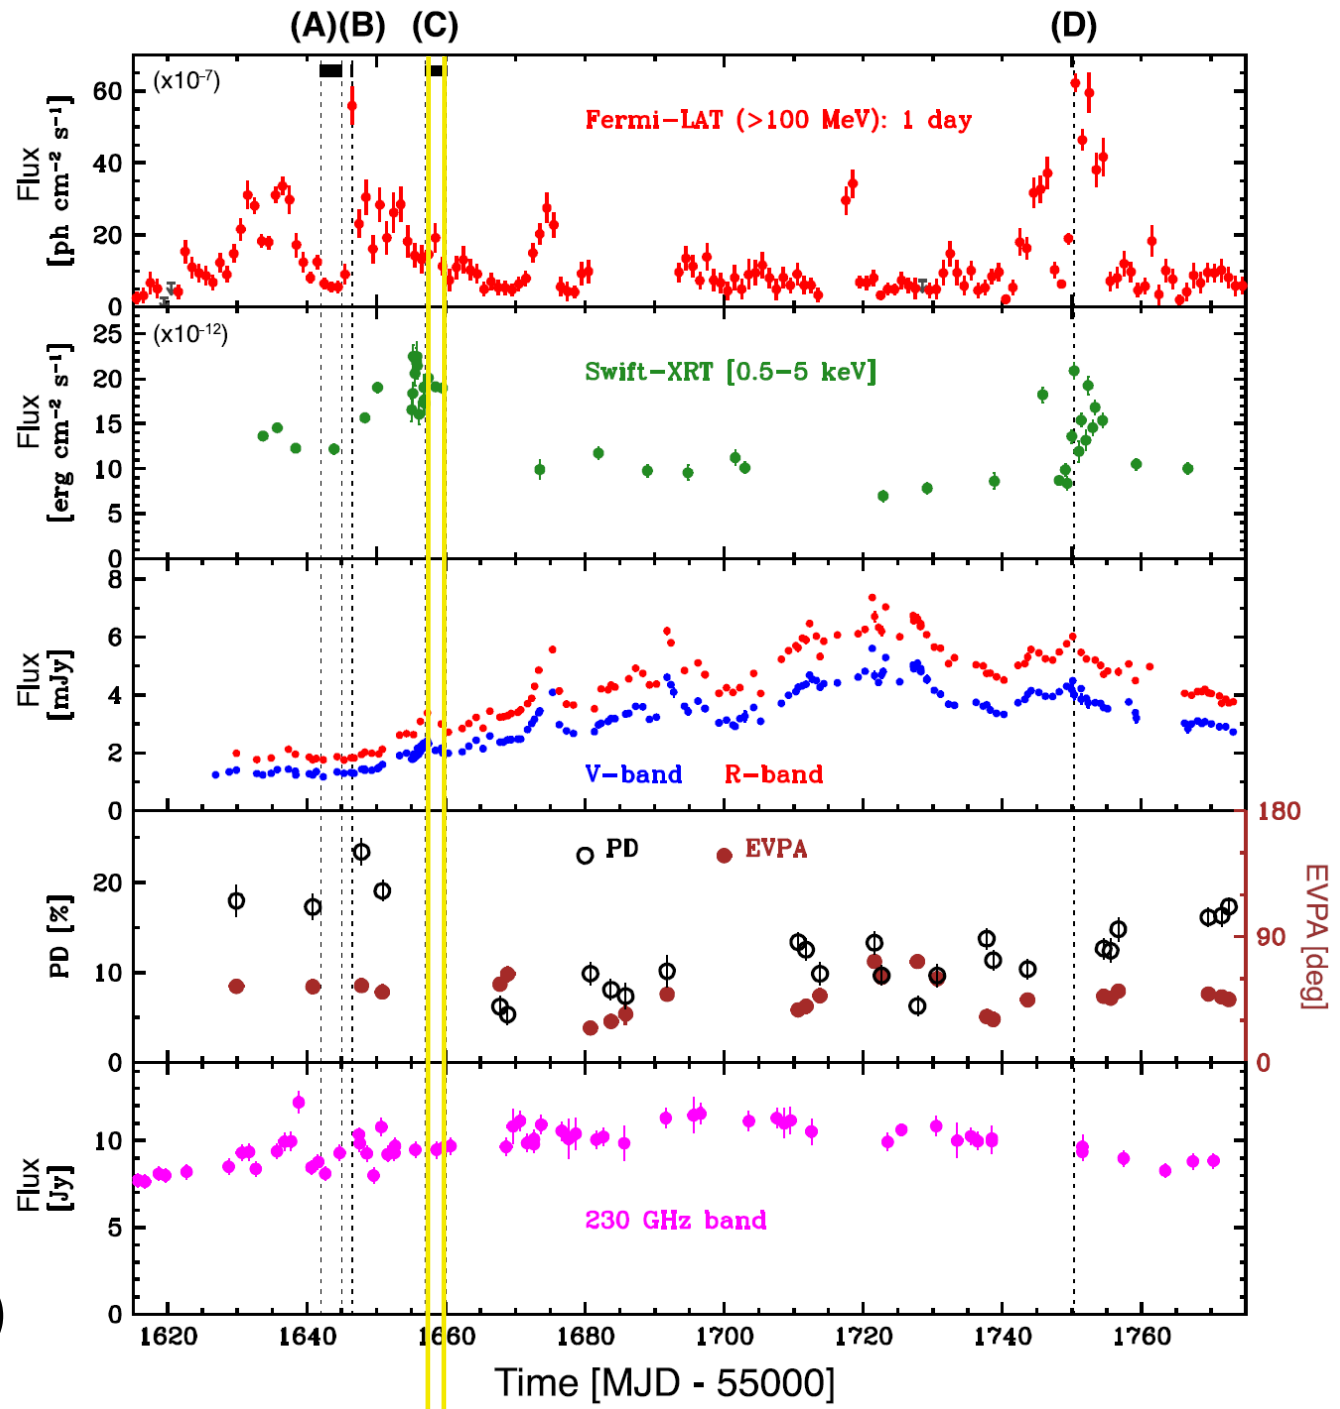 (A) (B) (C) (D)
(x10⁻⁷)
Fermi−LAT (>100 MeV): 1 day
Flux
[ph cm⁻² s⁻¹]
60
40
20
0
(x10⁻¹²)
Swift−XRT [0.5−5 keV]
Flux
[erg cm⁻² s⁻¹]
25
20
15
10
5
0
Flux
[mJy]
8
6
4
2
0
V−band R−band
PD EVPA
PD [%]
20
10
0
180
90
0
EVPA [deg]
Flux
[Jy]
10
5
0
230 GHz band
1620 1640 1660 1680 1700 1720 1740 1760
Time [MJD - 55000]
)